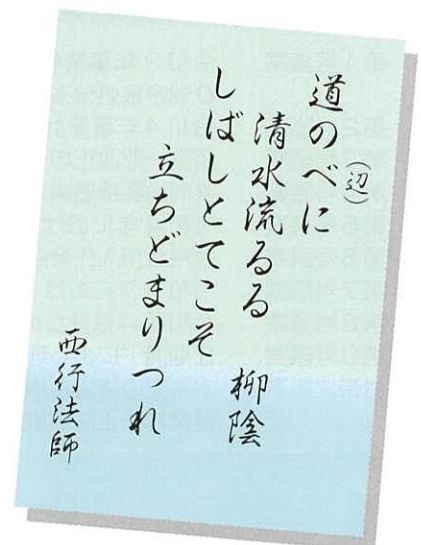 道のべ(辺)に
清水流るる 柳陰
しばしとてこそ
立ちどまりつれ
西行法師